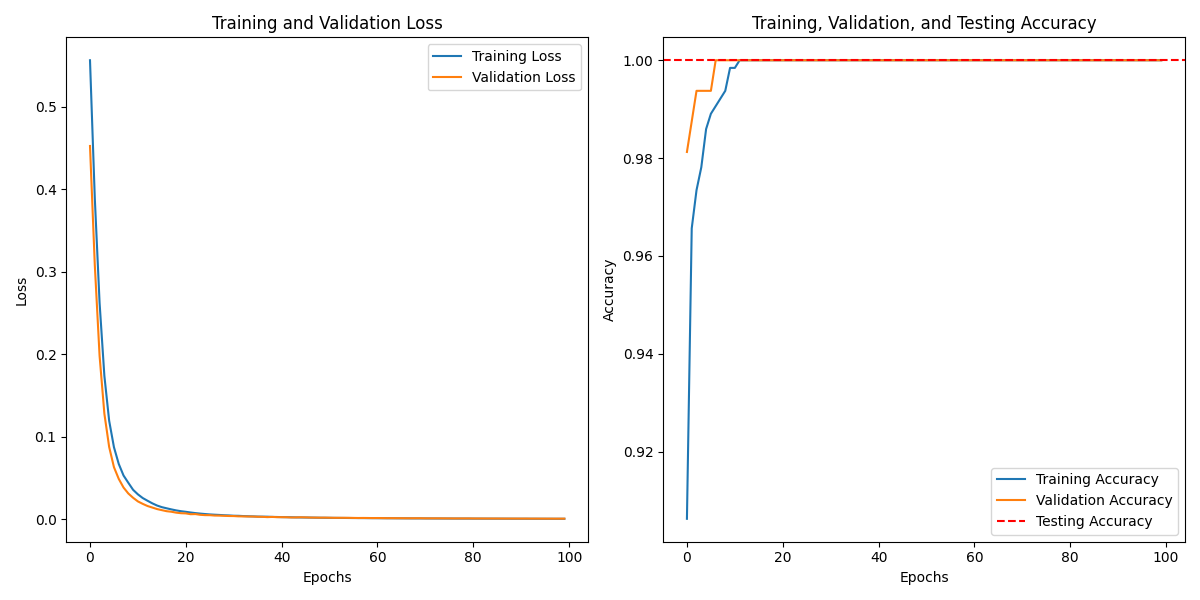 Training and Validation Loss
Training Loss
Validation Loss
0.5
0.4
0.3
0.2
0.1
0.0
Loss
0 20 40 60 80 100
Epochs
Training, Validation, and Testing Accuracy
1.00
0.98
0.96
0.94
0.92
Accuracy
Training Accuracy
Validation Accuracy
Testing Accuracy
0 20 40 60 80 100
Epochs